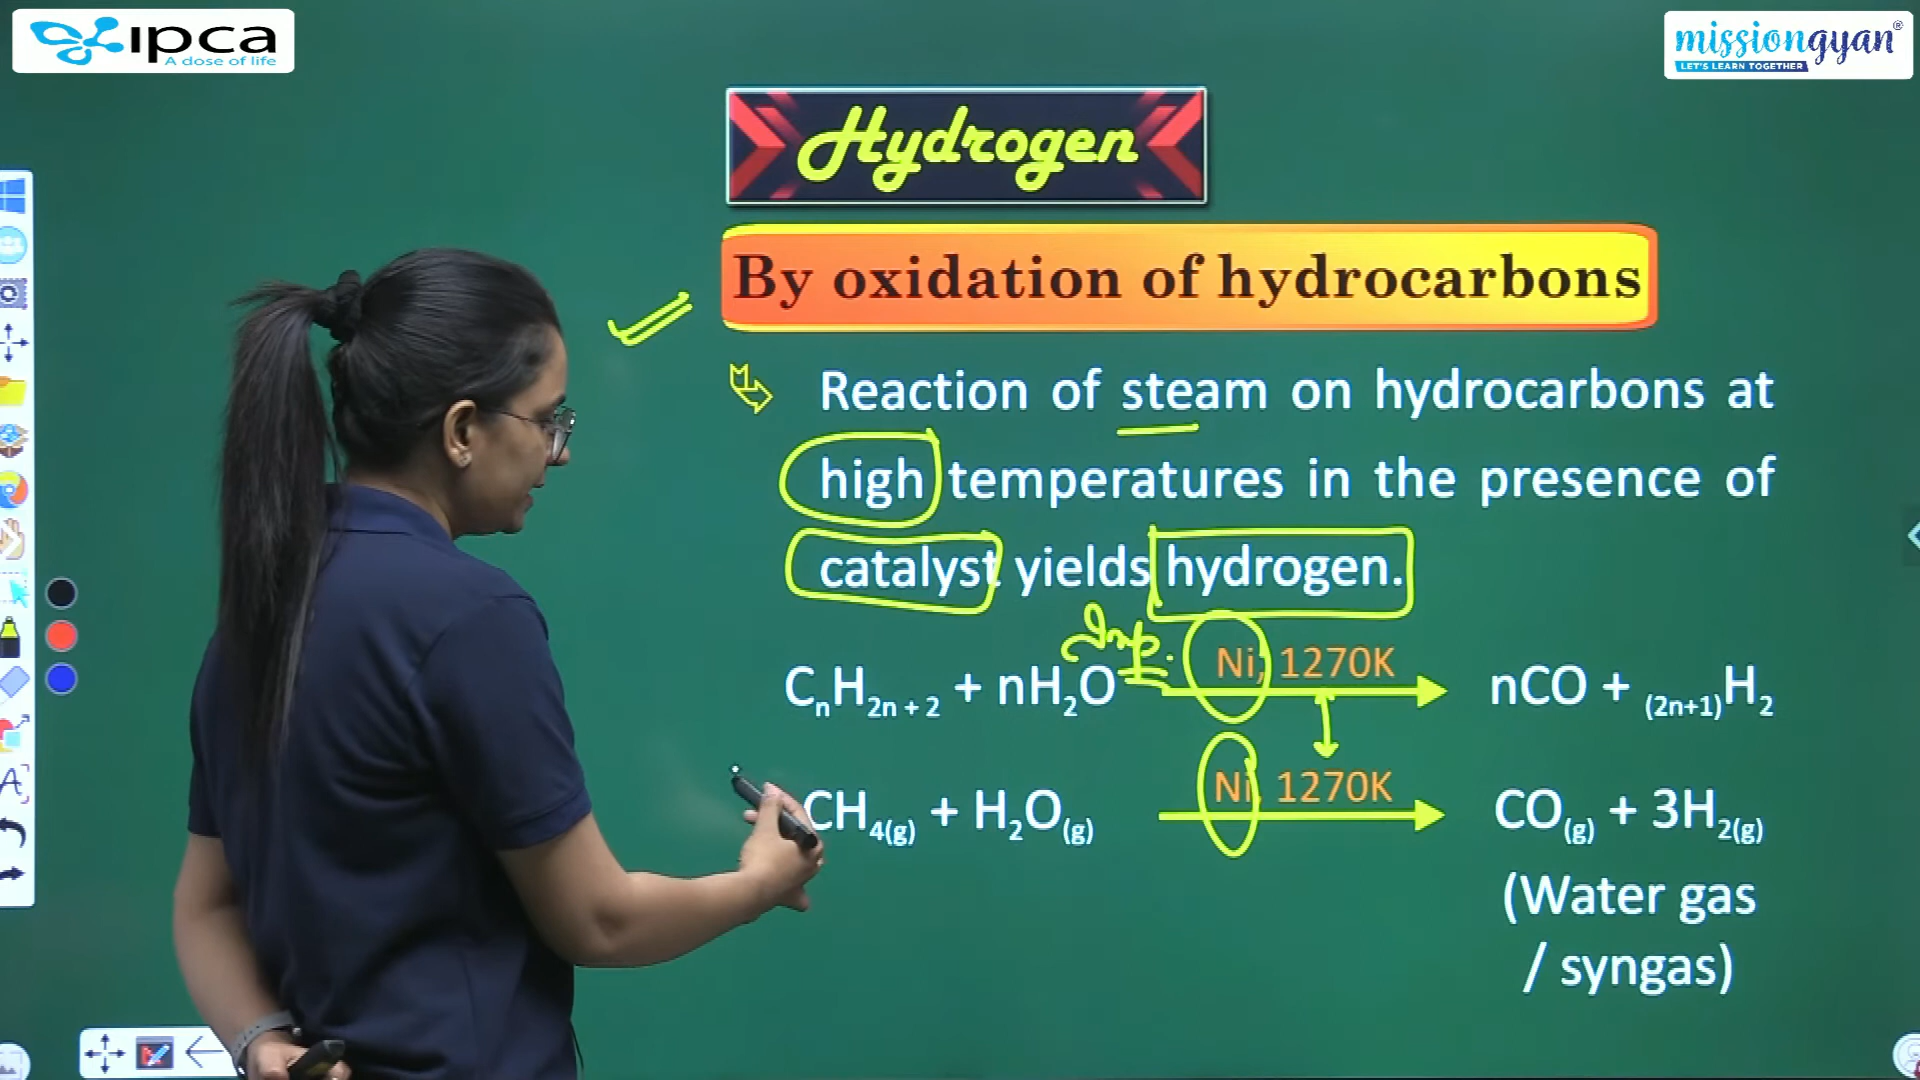 ipca
A dose of life
missiongyan®
LET'S LEARN TOGETHER
Hydrogen
By oxidation of hydrocarbons
Reaction of steam on hydrocarbons at
high temperatures in the presence of
catalyst yields hydrogen.
Imp.
CₙH₂ₙ₊₂ + nH₂O Ni, 1270K nCO + ₍₂ₙ₊₁₎H₂
CH₄₍g₎ + H₂O₍g₎ Ni, 1270K CO₍g₎ + 3H₂₍g₎
(Water gas
/ syngas)